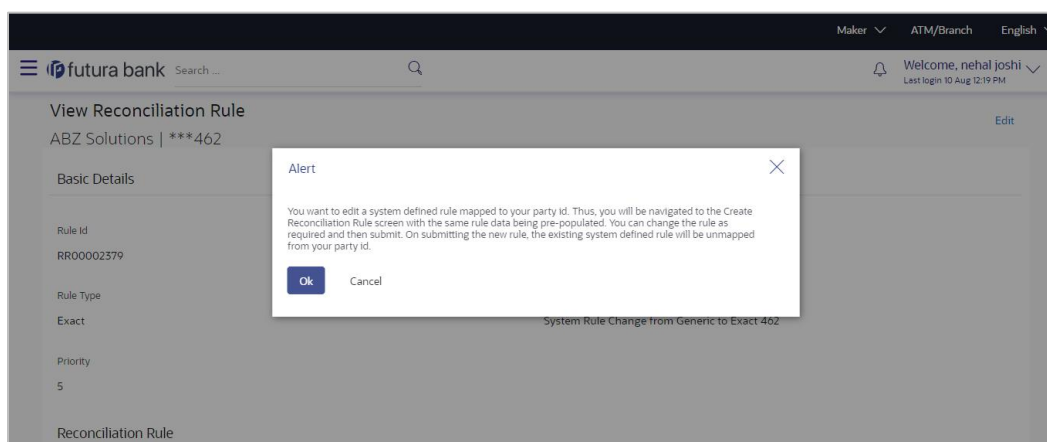 Maker ATM/Branch English
futura bank Search ... Welcome, nehal joshi
Last login 10 Aug 12:19 PM
View Reconciliation Rule
Edit
ABZ Solutions | ***462
Basic Details
Alert
You want to edit a system defined rule mapped to your party id. Thus, you will be navigated to the Create
Reconciliation Rule screen with the same rule data being pre-populated. You can change the rule as
required and then submit. On submitting the new rule, the existing system defined rule will be unmapped
from your party id.
Ok Cancel
Rule Id
RR00002379
Rule Type
Exact System Rule Change from Generic to Exact 462
Priority
5
Reconciliation Rule